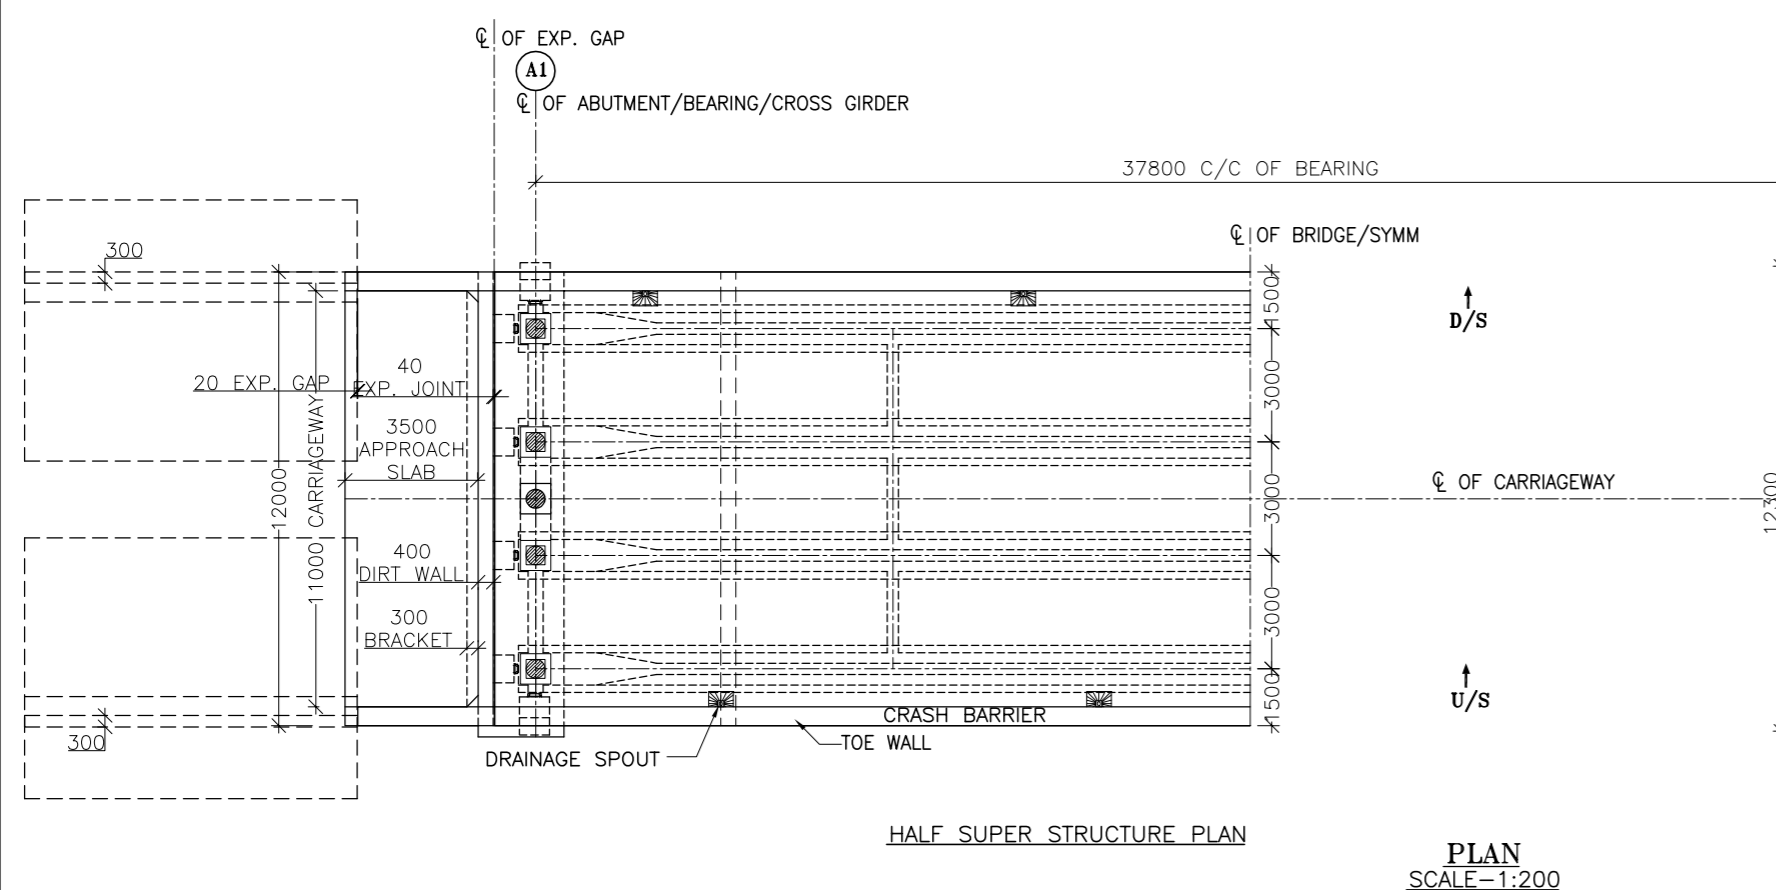 ℄ OF EXP. GAP
A1
℄ OF ABUTMENT/BEARING/CROSS GIRDER
37800 C/C OF BEARING
℄ OF BRIDGE/SYMM
300
1500
D/S
20 EXP. GAP
40
EXP. JOINT
3000
3500
APPROACH
SLAB
12000
11000 CARRIAGEWAY
3000
℄ OF CARRIAGEWAY
12300
400
DIRT WALL
300
BRACKET
3000
1500
U/S
300
CRASH BARRIER
TOE WALL
DRAINAGE SPOUT
HALF SUPER STRUCTURE PLAN
PLAN
SCALE-1:200